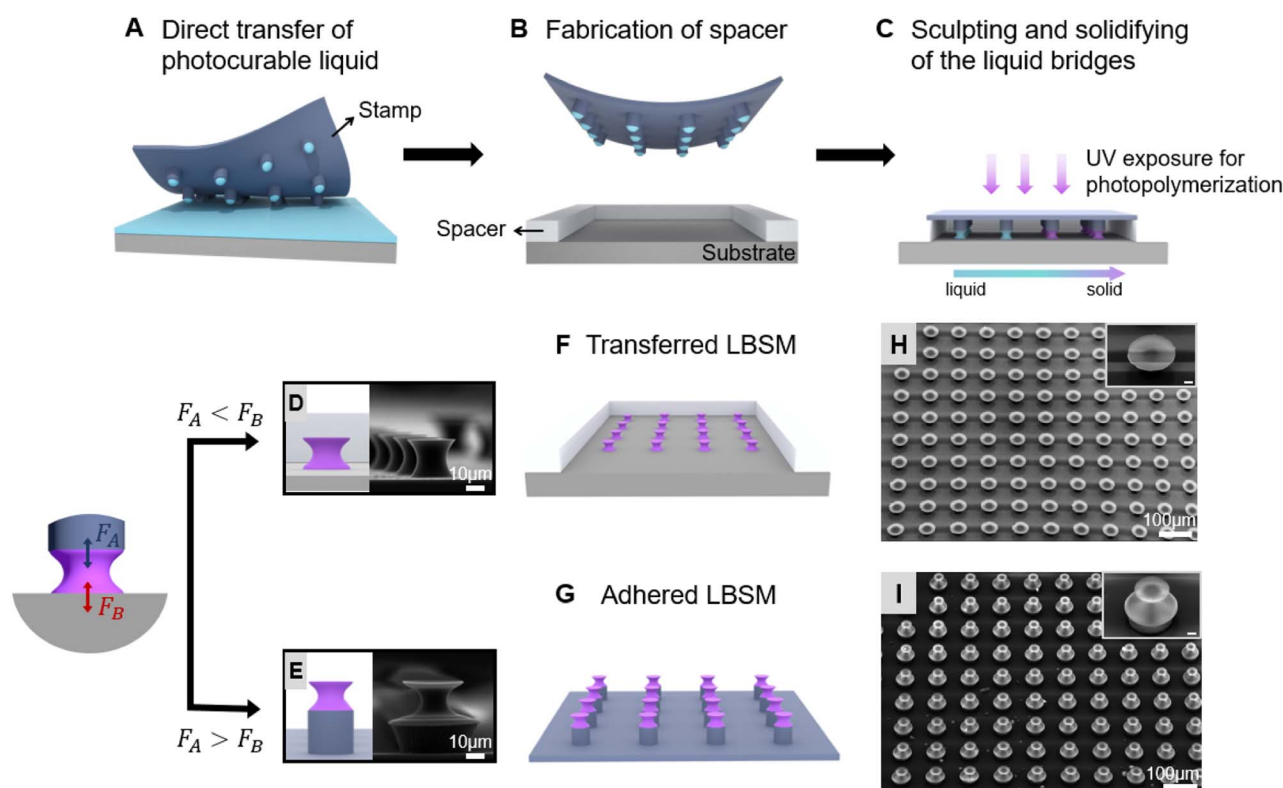 A Direct transfer of
photocurable liquid
Stamp
B Fabrication of spacer
Spacer
Substrate
C Sculpting and solidifying
of the liquid bridges
UV exposure for
photopolymerization
liquid
solid
F_A < F_B
D
10μm
F Transferred LBSM
H
100μm
F_A
F_B
F_A > F_B
E
10μm
G Adhered LBSM
I
100μm